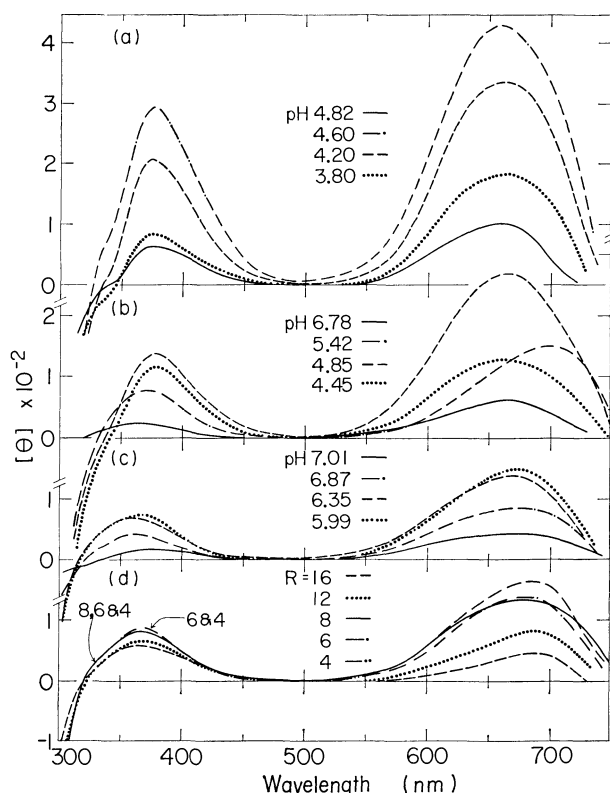 (a)
4
3
2
1
0
pH 4.82
4.60
4.20
3.80
(b)
1
0
pH 6.78
5.42
4.85
4.45
[θ] x 10-2
(c)
1
0
pH 7.01
6.87
6.35
5.99
(d)
1
0
-1
8,6&4
6&4
R=16
12
8
6
4
300 400 500 600 700
Wavelength (nm)